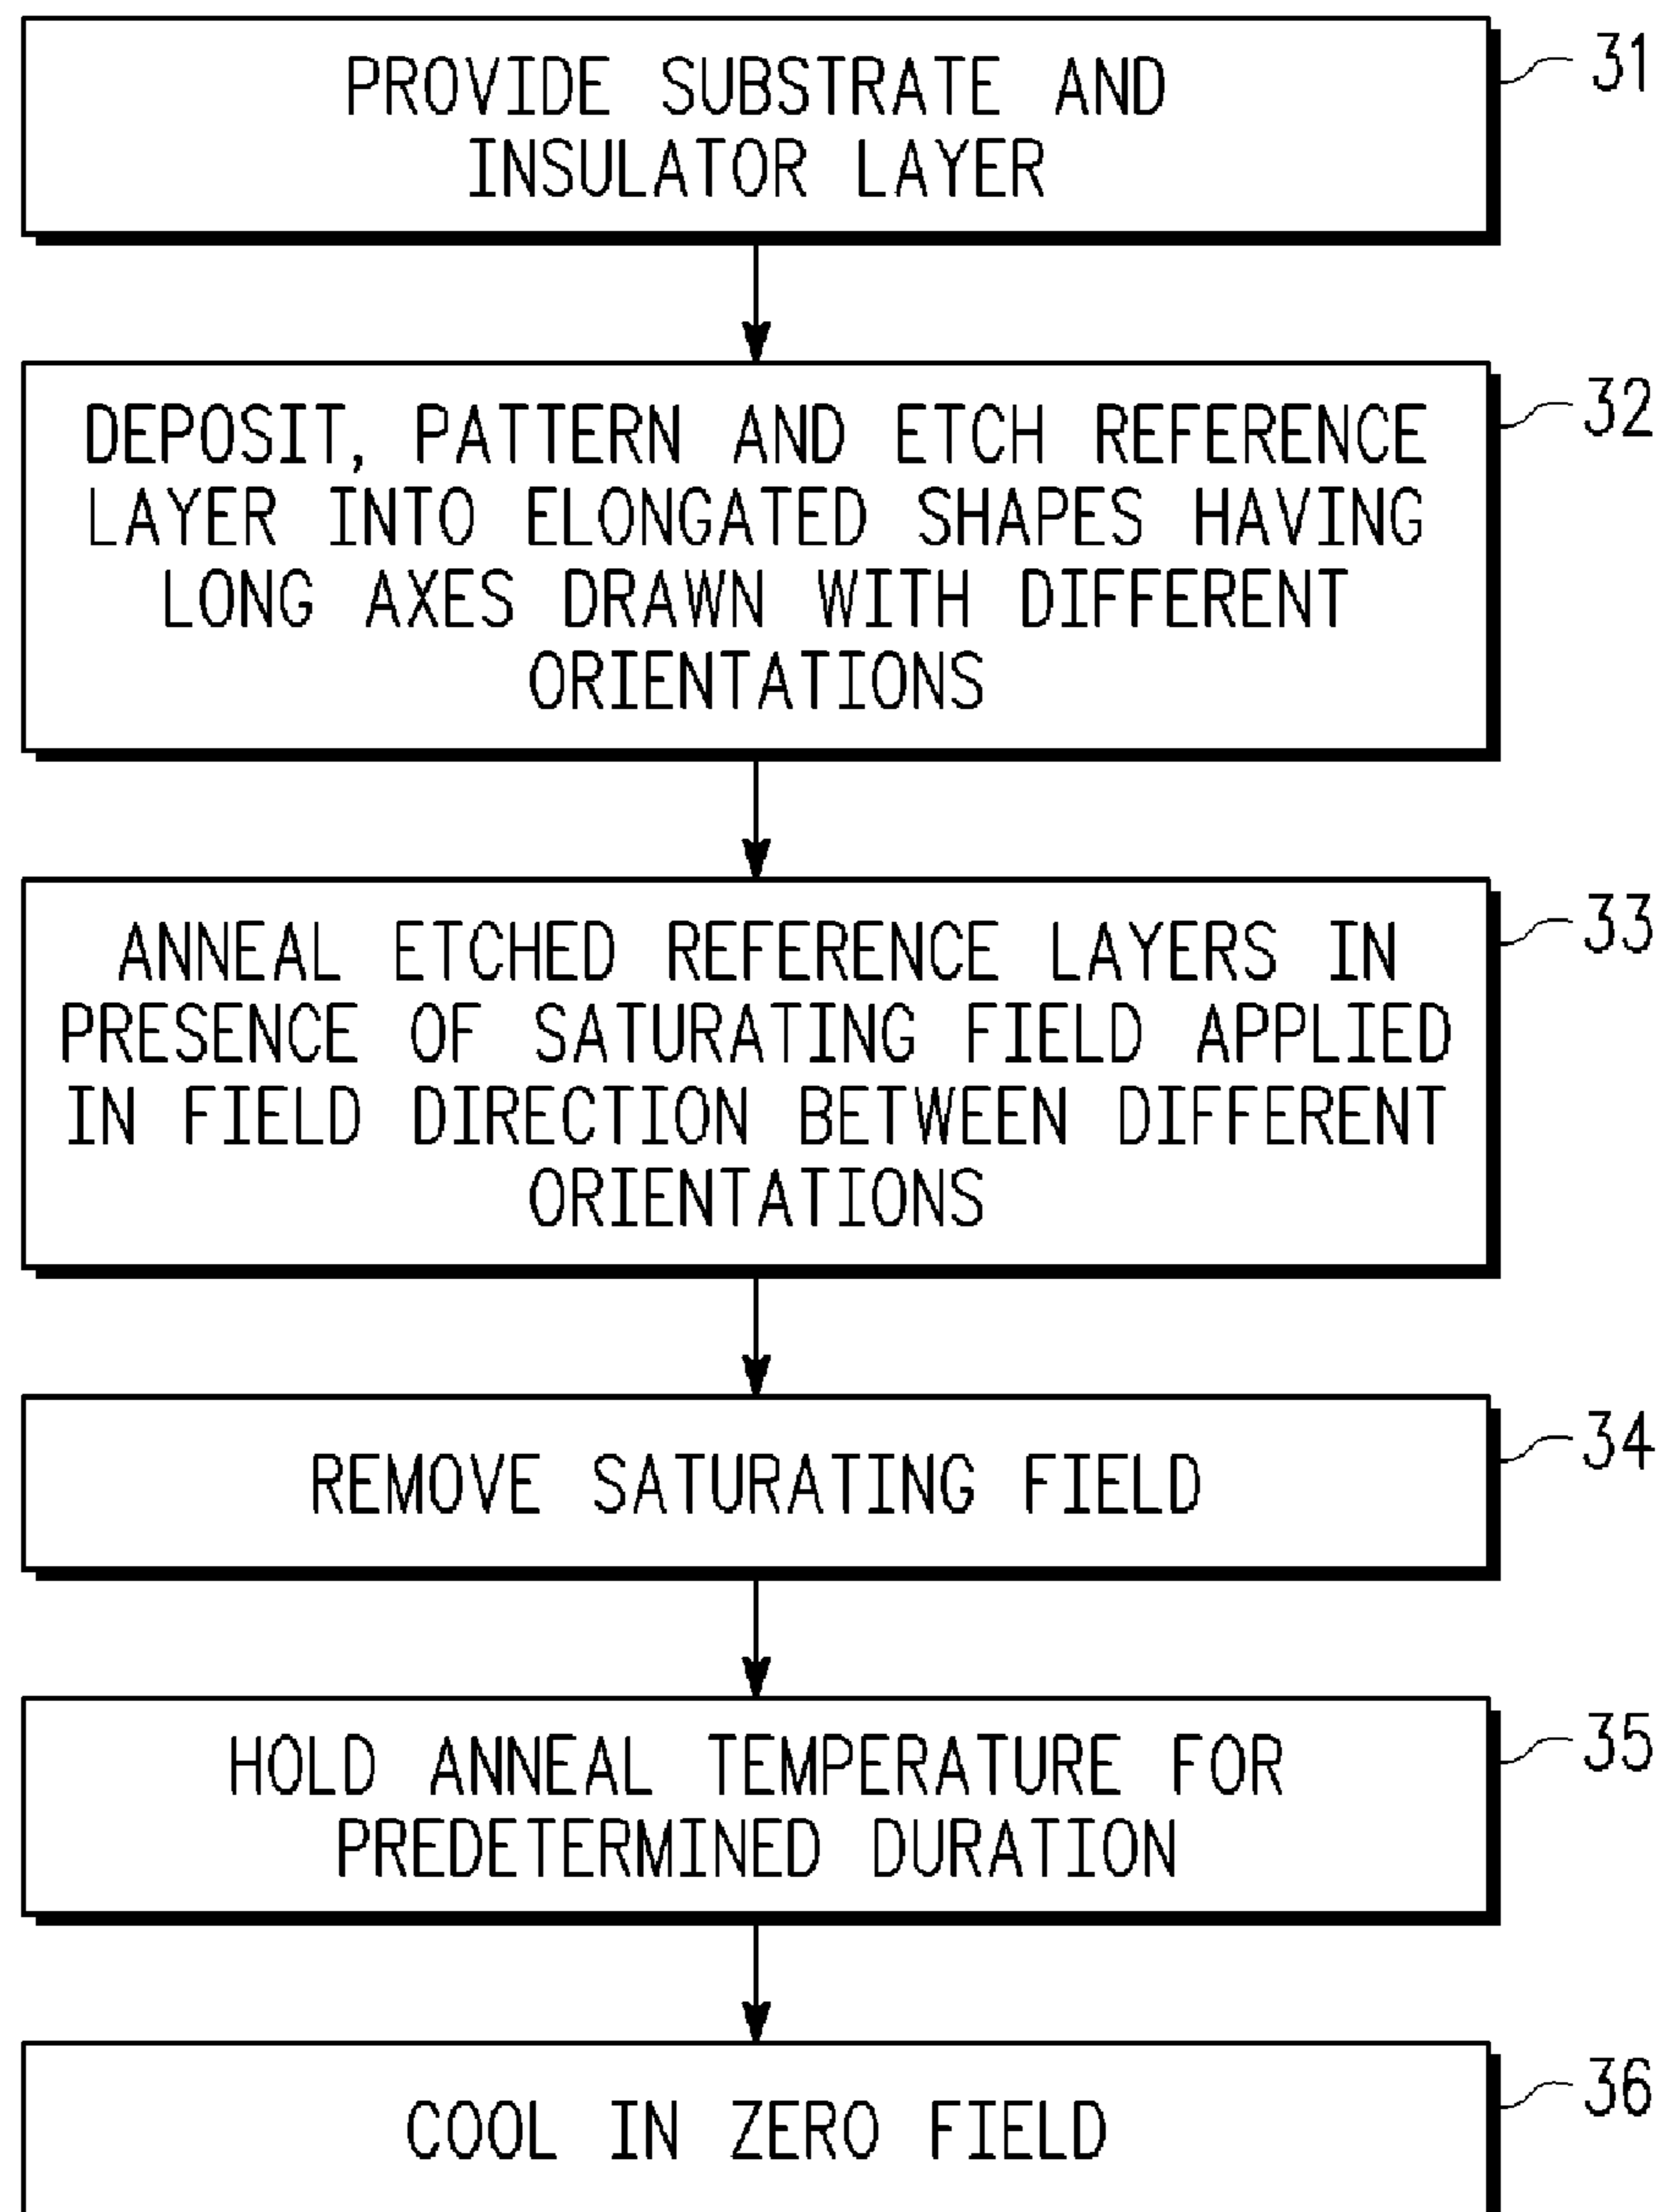 PROVIDE SUBSTRATE AND
INSULATOR LAYER
31
DEPOSIT, PATTERN AND ETCH REFERENCE
LAYER INTO ELONGATED SHAPES HAVING
LONG AXES DRAWN WITH DIFFERENT
ORIENTATIONS
32
ANNEAL ETCHED REFERENCE LAYERS IN
PRESENCE OF SATURATING FIELD APPLIED
IN FIELD DIRECTION BETWEEN DIFFERENT
ORIENTATIONS
33
REMOVE SATURATING FIELD
34
HOLD ANNEAL TEMPERATURE FOR
PREDETERMINED DURATION
35
COOL IN ZERO FIELD
36